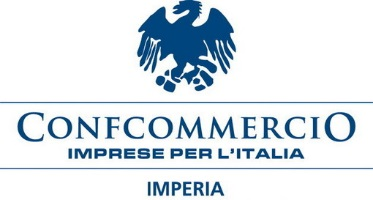 CONFCOMMERCIO
IMPRESE PER L'ITALIA
IMPERIA